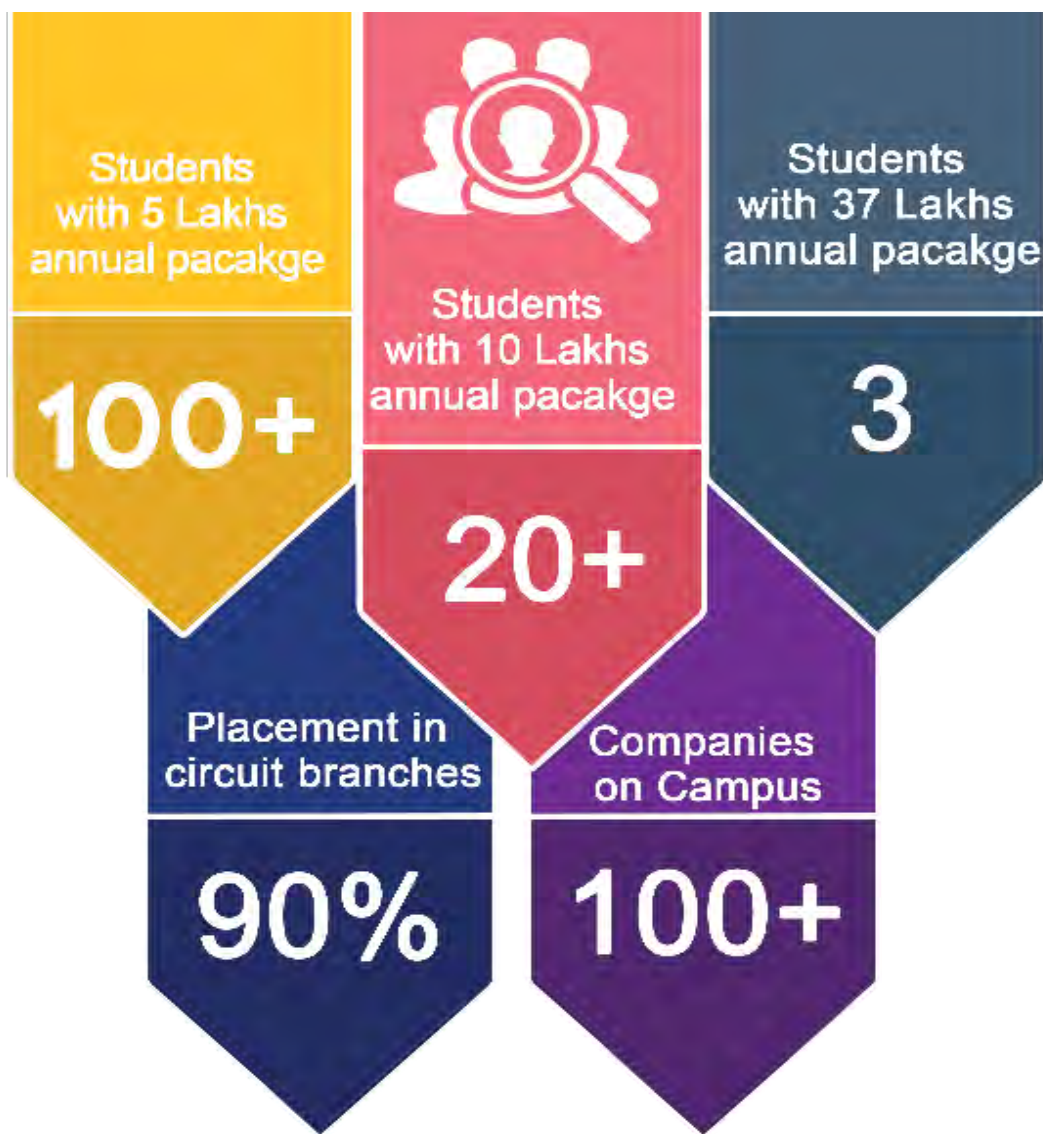 Students
with 5 Lakhs
annual pacakge
100+
Students
with 10 Lakhs
annual pacakge
20+
Students
with 37 Lakhs
annual pacakge
3
Placement in
circuit branches
90%
Companies
on Campus
100+